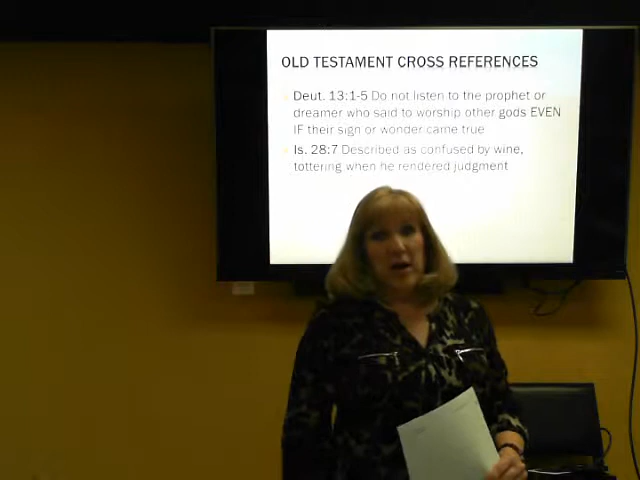 OLD TESTAMENT CROSS REFERENCES
Deut. 13:1-5 Do not listen to the prophet or
dreamer who said to worship other gods EVEN
IF their sign or wonder came true
Is. 28:7 Described as confused by wine,
tottering when he rendered judgment